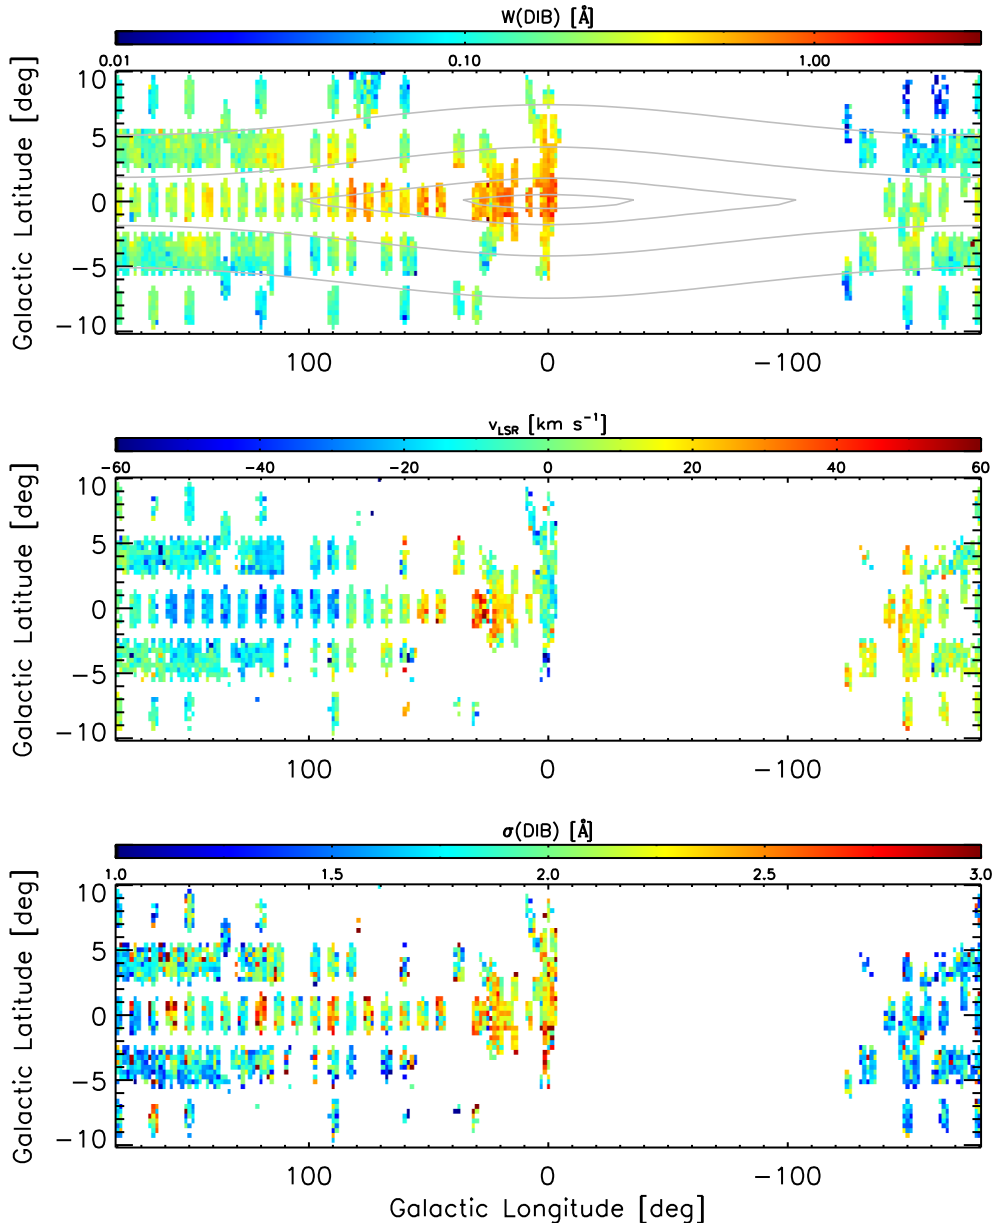 W(DIB) [Å]
0.01 0.10 1.00
Galactic Latitude [deg]
10
5
0
−5
−10
100 0 −100
v_LSR [km s⁻¹]
−60 −40 −20 0 20 40 60
Galactic Latitude [deg]
10
5
0
−5
−10
100 0 −100
σ(DIB) [Å]
1.0 1.5 2.0 2.5 3.0
Galactic Latitude [deg]
10
5
0
−5
−10
100 0 −100
Galactic Longitude [deg]